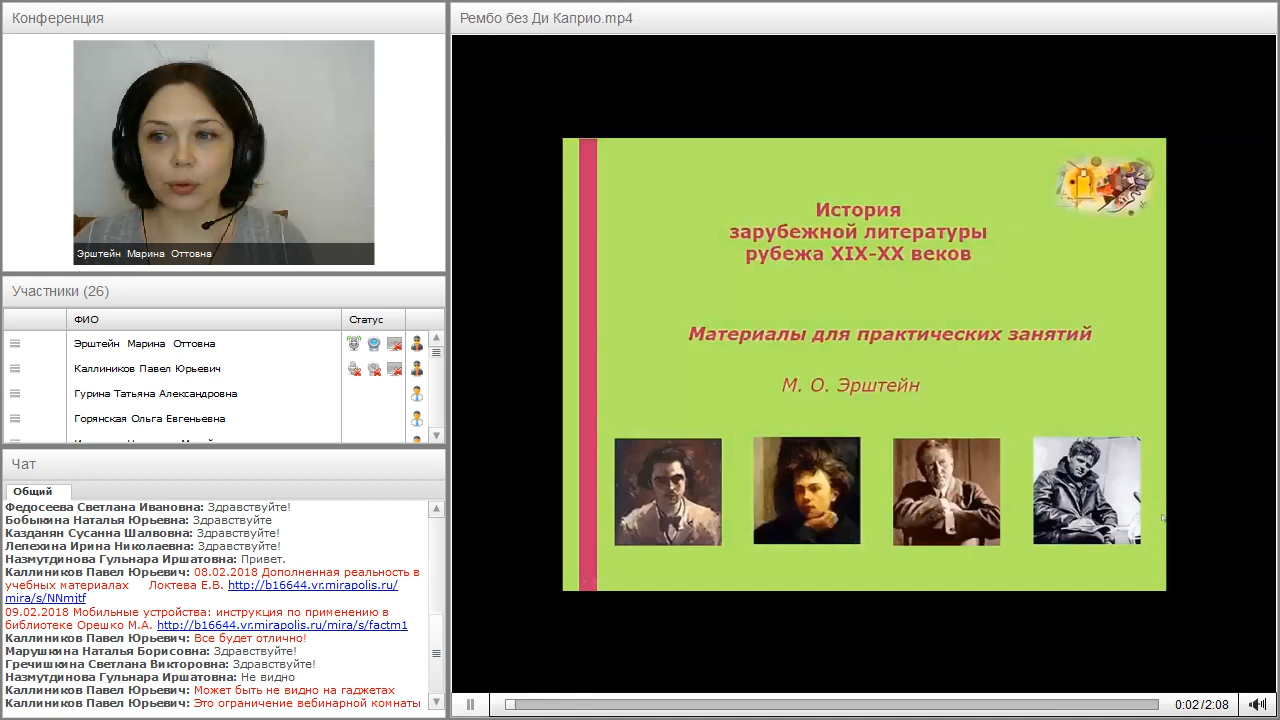 Конференция
Эрштейн Марина Оттовна
Участники (26)
ФИО
Статус
Эрштейн Марина Оттовна
Каллиников Павел Юрьевич
Гурина Татьяна Александровна
Горянская Ольга Евгеньевна
Чат
Общий
Федосеева Светлана Ивановна: Здравствуйте!
Бобыкина Наталья Юрьевна: Здравствуйте
Казданян Сусанна Шалвовна: Здравствуйте!
Лепехина Ирина Николаевна: Здравствуйте!
Назмутдинова Гульнара Иршатовна: Привет.
Каллиников Павел Юрьевич: 08.02.2018 Дополненная реальность в
учебных материалах Локтева Е.В. http://b16644.vr.mirapolis.ru/
mira/s/NNmjtf
09.02.2018 Мобильные устройства: инструкция по применению в
библиотеке Орешко М.А. http://b16644.vr.mirapolis.ru/mira/s/factm1
Каллиников Павел Юрьевич: Все будет отлично!
Марушкина Наталья Борисовна: Здравствуйте!
Гречишкина Светлана Викторовна: Здравствуйте!
Назмутдинова Гульнара Иршатовна: Не видно
Каллиников Павел Юрьевич: Может быть не видно на гаджетах
Каллиников Павел Юрьевич: Это ограничение вебинарной комнаты
Рембо без Ди Каприо.mp4
История
зарубежной литературы
рубежа XIX-XX веков
Материалы для практических занятий
М. О. Эрштейн
0:02/2:08